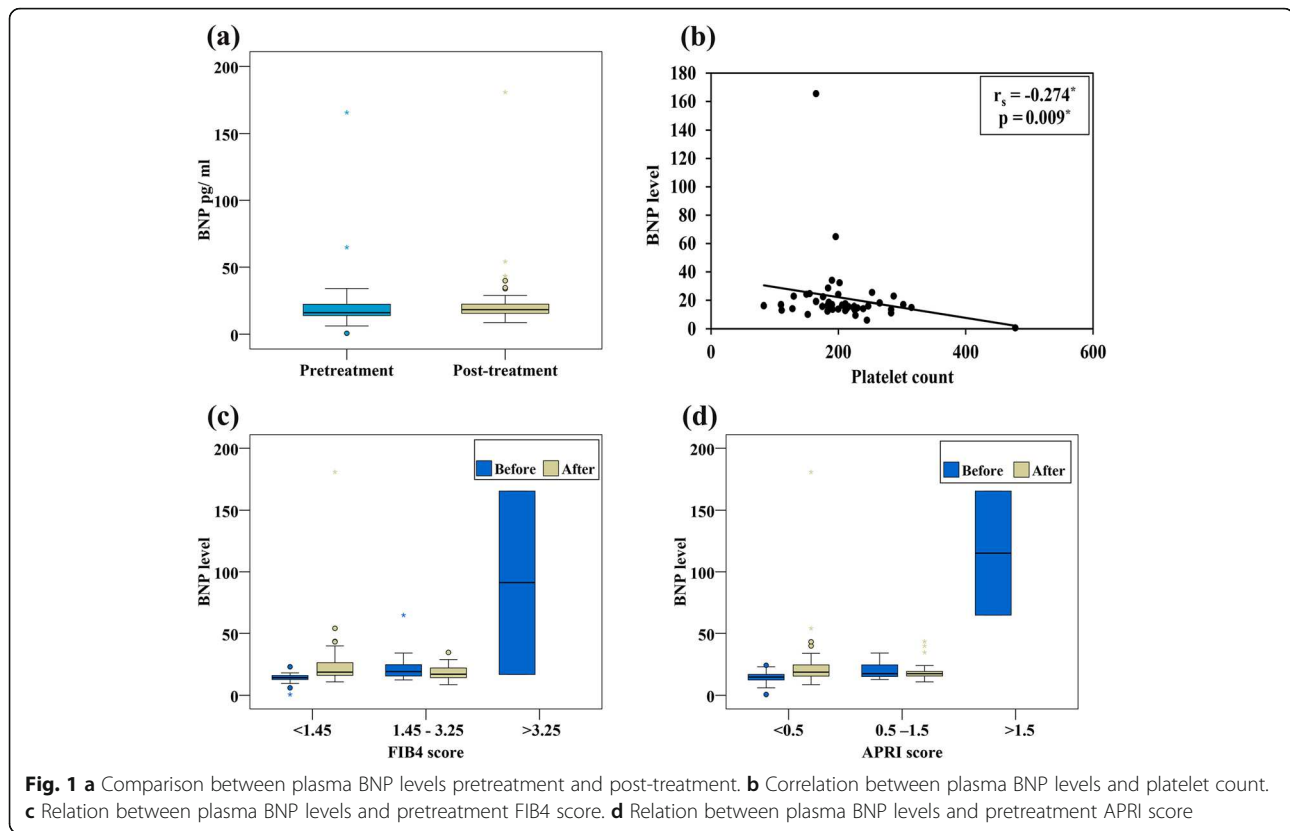 (a)
200
150
100
50
0
BNP pg/ ml
Pretreatment
Post-treatment
(b)
180
160
140
120
100
80
60
40
20
0
BNP level
rs = -0.274*
p = 0.009*
0
200
400
600
Platelet count
(c)
200
150
100
50
0
BNP level
Before
After
<1.45
1.45 - 3.25
>3.25
FIB4 score
(d)
200
150
100
50
0
BNP level
Before
After
<0.5
0.5 –1.5
>1.5
APRI score
Fig. 1 a Comparison between plasma BNP levels pretreatment and post-treatment. b Correlation between plasma BNP levels and platelet count.
c Relation between plasma BNP levels and pretreatment FIB4 score. d Relation between plasma BNP levels and pretreatment APRI score